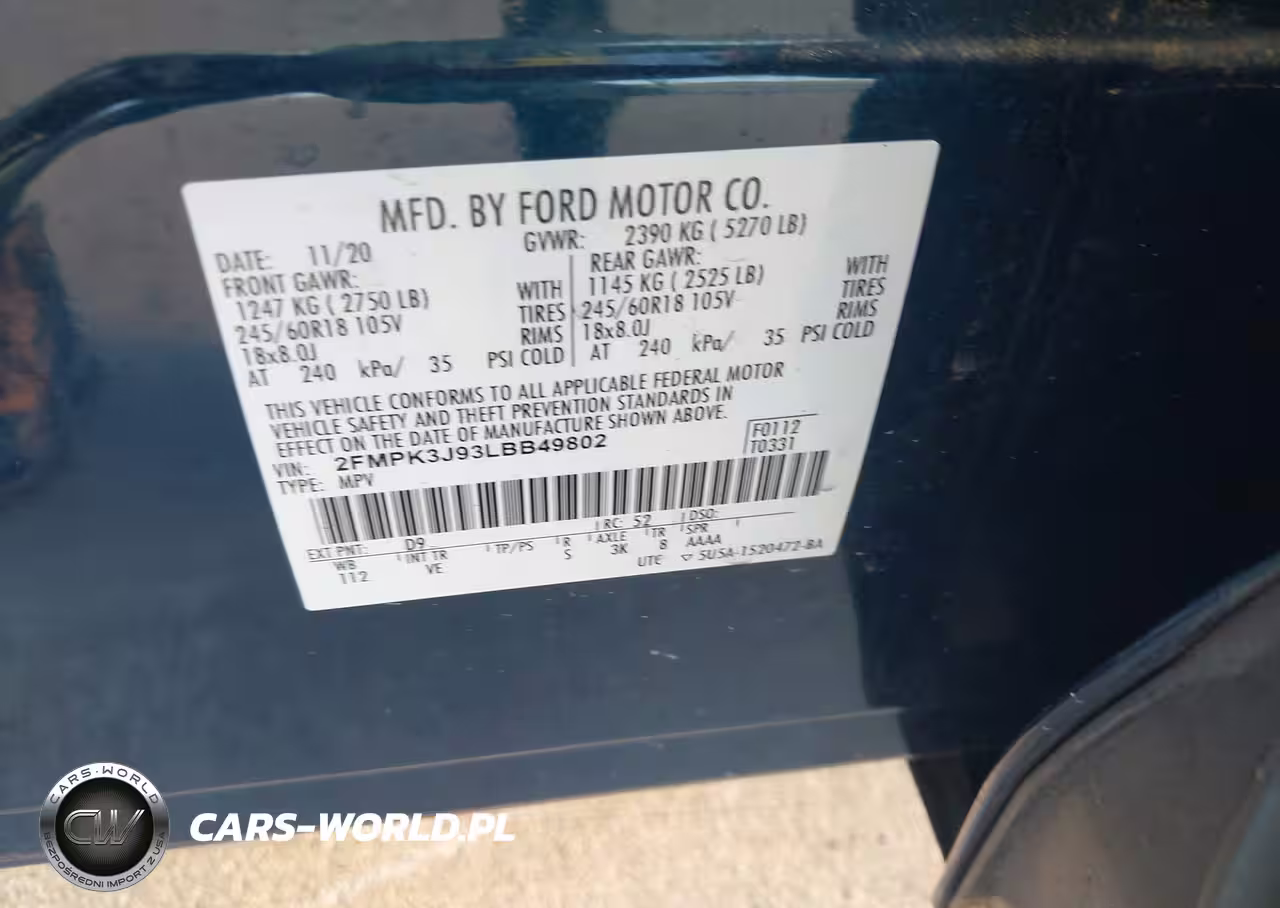 MFD. BY FORD MOTOR CO.
DATE: 11/20 GVWR: 2390 KG ( 5270 LB)
FRONT GAWR: REAR GAWR:
1247 KG ( 2750 LB) WITH 1145 KG ( 2525 LB) WITH
245/60R18 105V TIRES 245/60R18 105V TIRES
18x8.0J RIMS 18x8.0J RIMS
AT 240 kPa/ 35 PSI COLD AT 240 kPa/ 35 PSI COLD
THIS VEHICLE CONFORMS TO ALL APPLICABLE FEDERAL MOTOR
VEHICLE SAFETY AND THEFT PREVENTION STANDARDS IN
EFFECT ON THE DATE OF MANUFACTURE SHOWN ABOVE.
VIN: 2FMPK3J93LBB49802 F0112
TYPE: MPV T0331
EXT PNT: D9 RC: 52 DSO:
WB INT TR TP/PS R AXLE TR SPR
112 VE S 3K 8 AAAA
UTE 5U5A-1520472-BA
CARS-WORLD
CW
BEZPOŚREDNI IMPORT Z USA
CARS-WORLD.PL